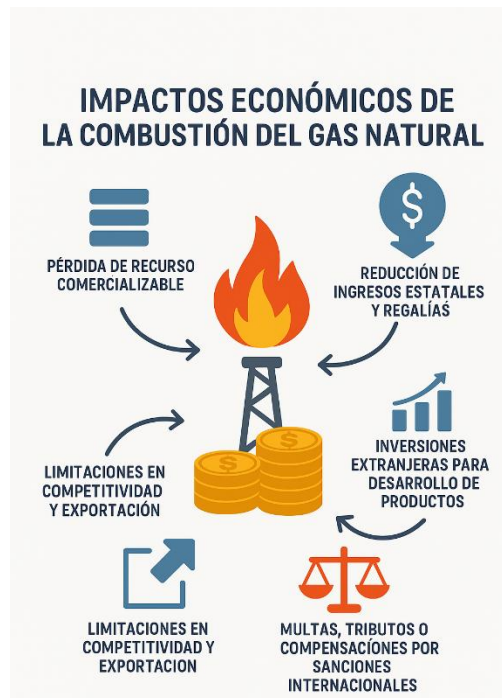 IMPACTOS ECONÓMICOS DE
LA COMBUSTIÓN DEL GAS NATURAL
PÉRDIDA DE RECURSO
COMERCIALIZABLE
$
REDUCCIÓN DE
INGRESOS ESTATALES
Y REGALÍAŚ
LIMITACIONES EN
COMPETITIVIDAD
Y EXPORTACIÓN
$
$
INVERSIONES
EXTRANJERAS PARA
DESARROLLO DE
PRODUCTOS
LIMITACIONES EN
COMPETITIVIDAD Y
EXPORTACION
MULTAS, TRIBUTOS O
COMPENSACÍONES POR
SANCIONES
INTERNACIONALES